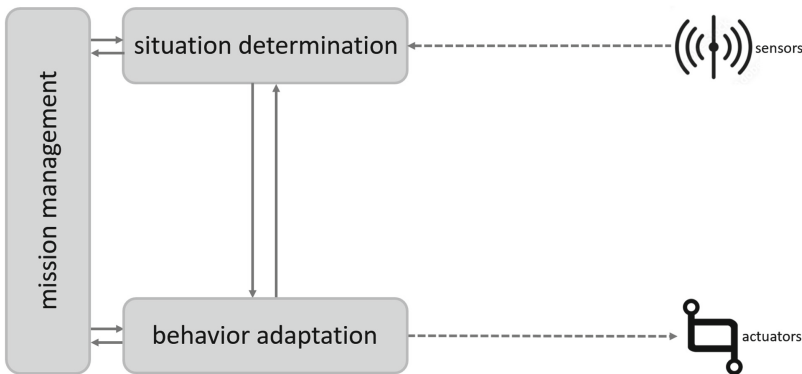 situation determination
sensors
mission management
behavior adaptation
actuators